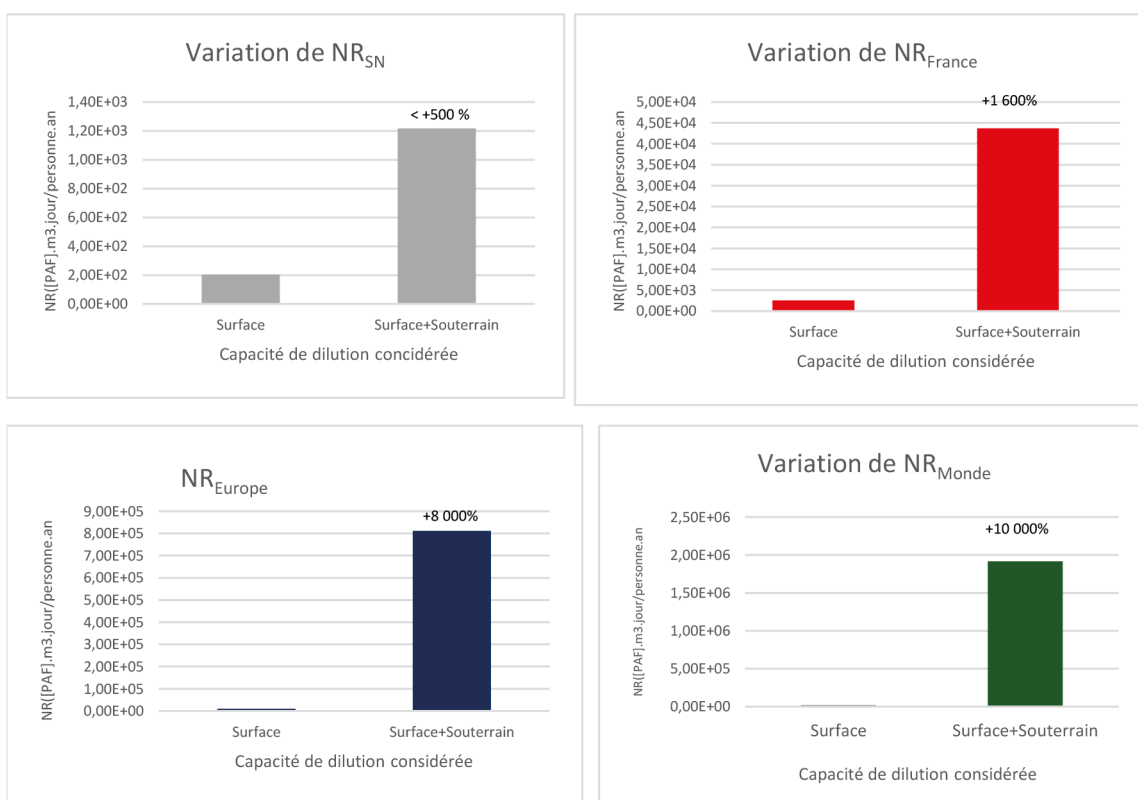 Variation de NRSN
NR([PAF].m3.jour/personne.an
1,40E+03
1,20E+03
1,00E+03
8,00E+02
6,00E+02
4,00E+02
2,00E+02
0,00E+00
< +500 %
Surface
Surface+Souterrain
Capacité de dilution concidérée
Variation de NRFrance
NR([PAF].m3.jour/personne.an
5,00E+04
4,50E+04
4,00E+04
3,50E+04
3,00E+04
2,50E+04
2,00E+04
1,50E+04
1,00E+04
5,00E+03
0,00E+00
+1 600%
Surface
Surface+Souterrain
Capacité de dilution considérée
NREurope
NR([PAF].m3.jour/personne.an
9,00E+05
8,00E+05
7,00E+05
6,00E+05
5,00E+05
4,00E+05
3,00E+05
2,00E+05
1,00E+05
0,00E+00
+8 000%
Surface
Surface+Souterrain
Capacité de dilution considérée
Variation de NRMonde
NR([PAF].m3.jour/personne.an
2,50E+06
2,00E+06
1,50E+06
1,00E+06
5,00E+05
0,00E+00
+10 000%
Surface
Surface+Souterrain
Capacité de dilution considérée